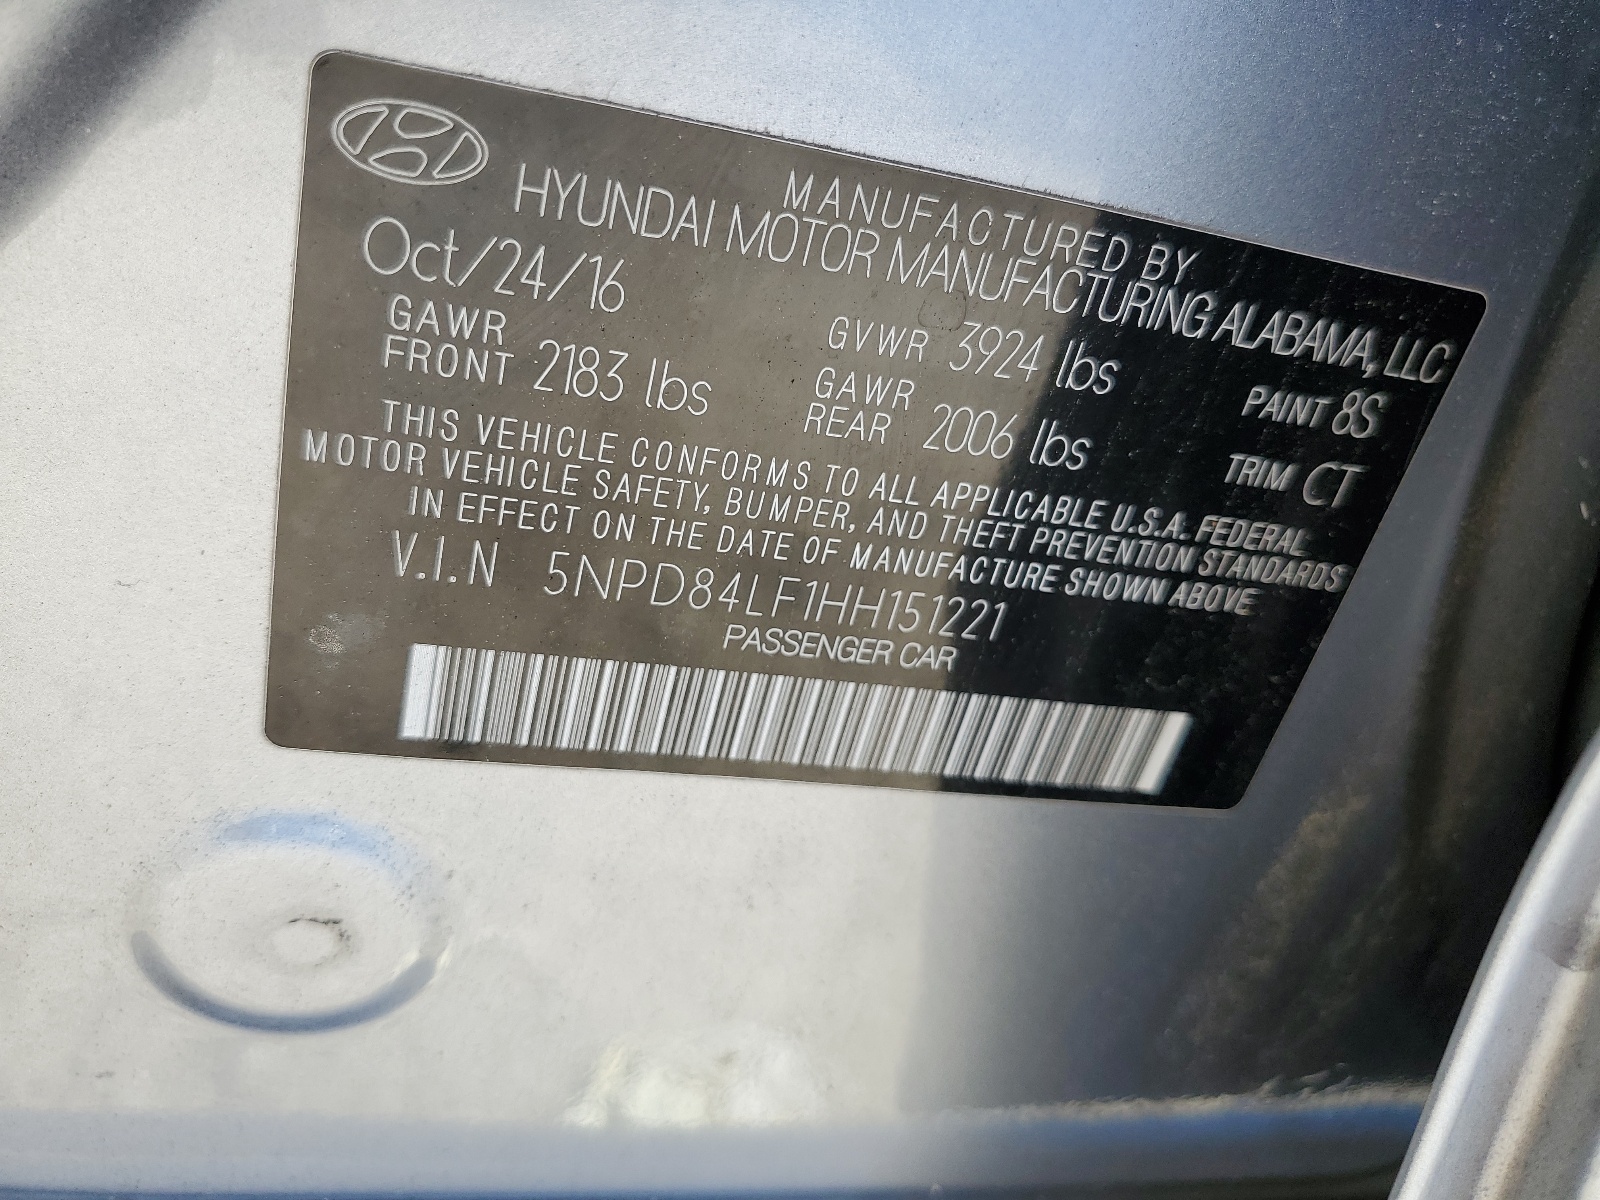 MANUFACTURED BY
HYUNDAI MOTOR MANUFACTURING ALABAMA, LLC
Oct/24/16
GVWR 3924 lbs
PAINT 8S
GAWR FRONT 2183 lbs
GAWR REAR 2006 lbs
TRIM CT
THIS VEHICLE CONFORMS TO ALL APPLICABLE U.S.A. FEDERAL
MOTOR VEHICLE SAFETY, BUMPER, AND THEFT PREVENTION STANDARDS
IN EFFECT ON THE DATE OF MANUFACTURE SHOWN ABOVE
V.I.N 5NPD84LF1HH151221
PASSENGER CAR